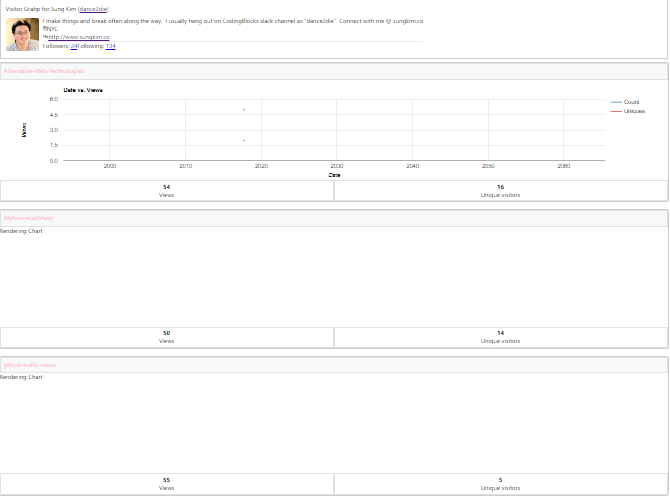 Visitor Grahp for Sung Kim (dance2die)
I make things and break often along the way. I usually hang out on CodingBlocks slack channel as `dance2die` Connect with me @ sungkim.co
NYC
http://www.sungkim.co
Followers: 24Following: 134
Alternative-Web-Technologies
Date vs. Views
6.0
4.5
3.0
1.5
0.0
Views
2000 2010 2020 2030 2040 2050 2060
Date
Count
Uniques
54 16
Views Unique visitors
MyAnimeListSharp
Rendering Chart
50 14
Views Unique visitors
github-traffic-views
Rendering Chart
55 5
Views Unique visitors